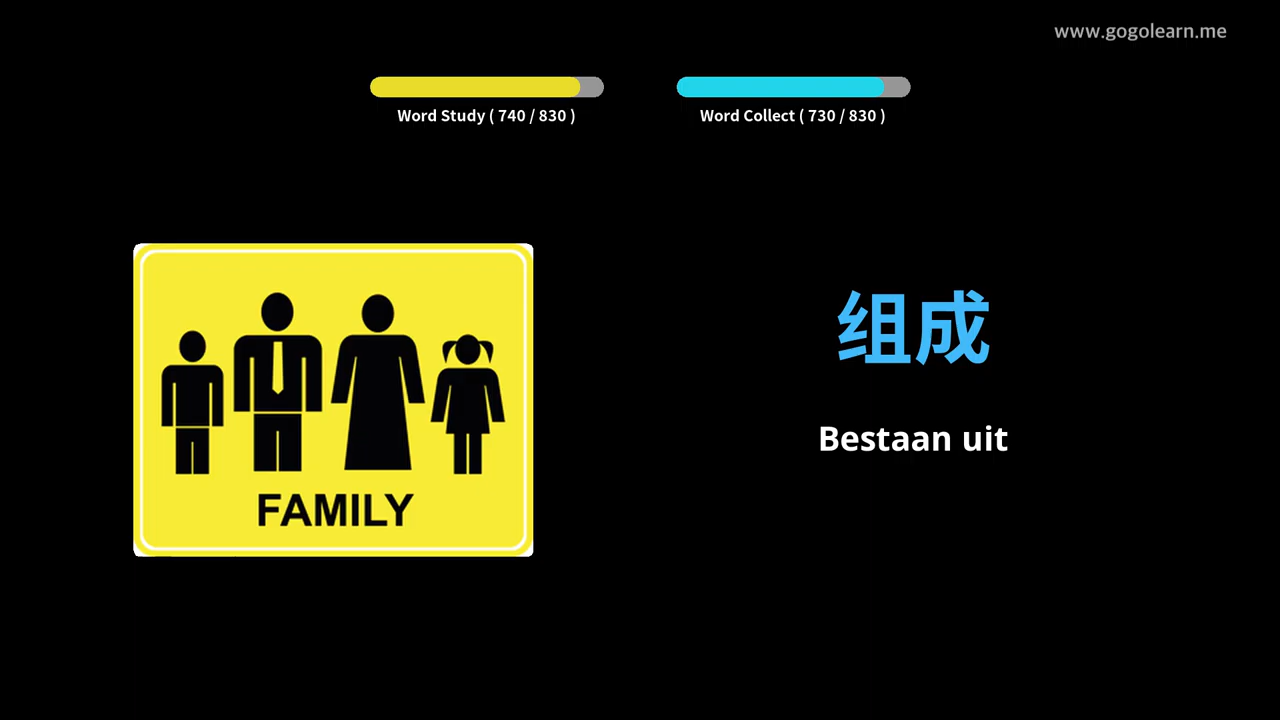 www.gogolearn.me
Word Study ( 740 / 830 )
Word Collect ( 730 / 830 )
FAMILY
组成
Bestaan uit